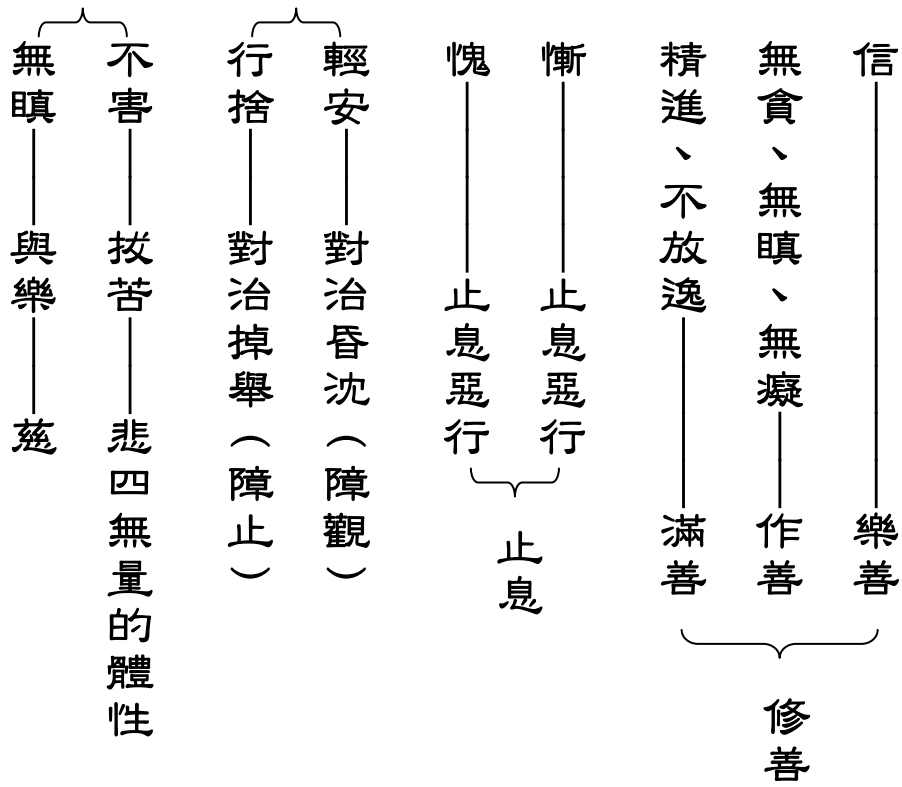 信 樂善
無貪、無瞋、無癡 作善
精進、不放逸 滿善
修善
慚 止息惡行
愧 止息惡行
止息
輕安 對治昏沈（障觀）
行捨 對治掉舉（障止）
不害 拔苦 悲四無量的體性
無瞋 與樂 慈